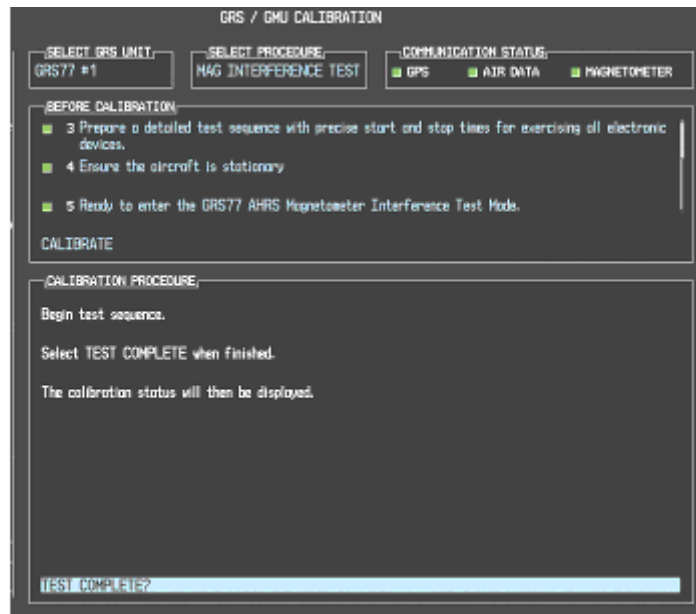 GRS / GMU CALIBRATION
SELECT GRS UNIT
SELECT PROCEDURE
COMMUNICATION STATUS
GRS77 #1
MAG INTERFERENCE TEST
GPS
AIR DATA
MAGNETOMETER
BEFORE CALIBRATION
3 Prepare a detailed test sequence with precise start and stop times for exercising all electronic
devices.
4 Ensure the aircraft is stationary
5 Ready to enter the GRS77 AHRS Magnetometer Interference Test Mode.
CALIBRATE
CALIBRATION PROCEDURE
Begin test sequence.
Select TEST COMPLETE when finished.
The calibration status will then be displayed.
TEST COMPLETE?